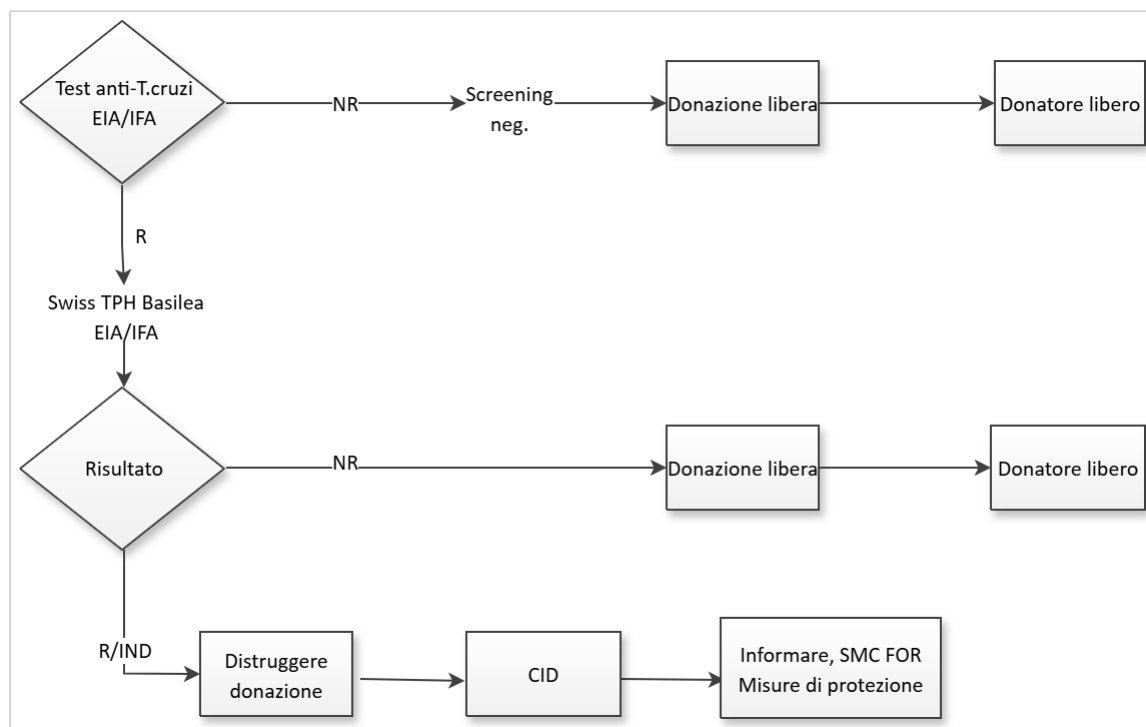 Test anti-T.cruzi
EIA/IFA
NR
Screening
neg.
Donazione libera
Donatore libero
R
Swiss TPH Basilea
EIA/IFA
Risultato
NR
Donazione libera
Donatore libero
R/IND
Distruggere
donazione
CID
Informare, SMC FOR
Misure di protezione